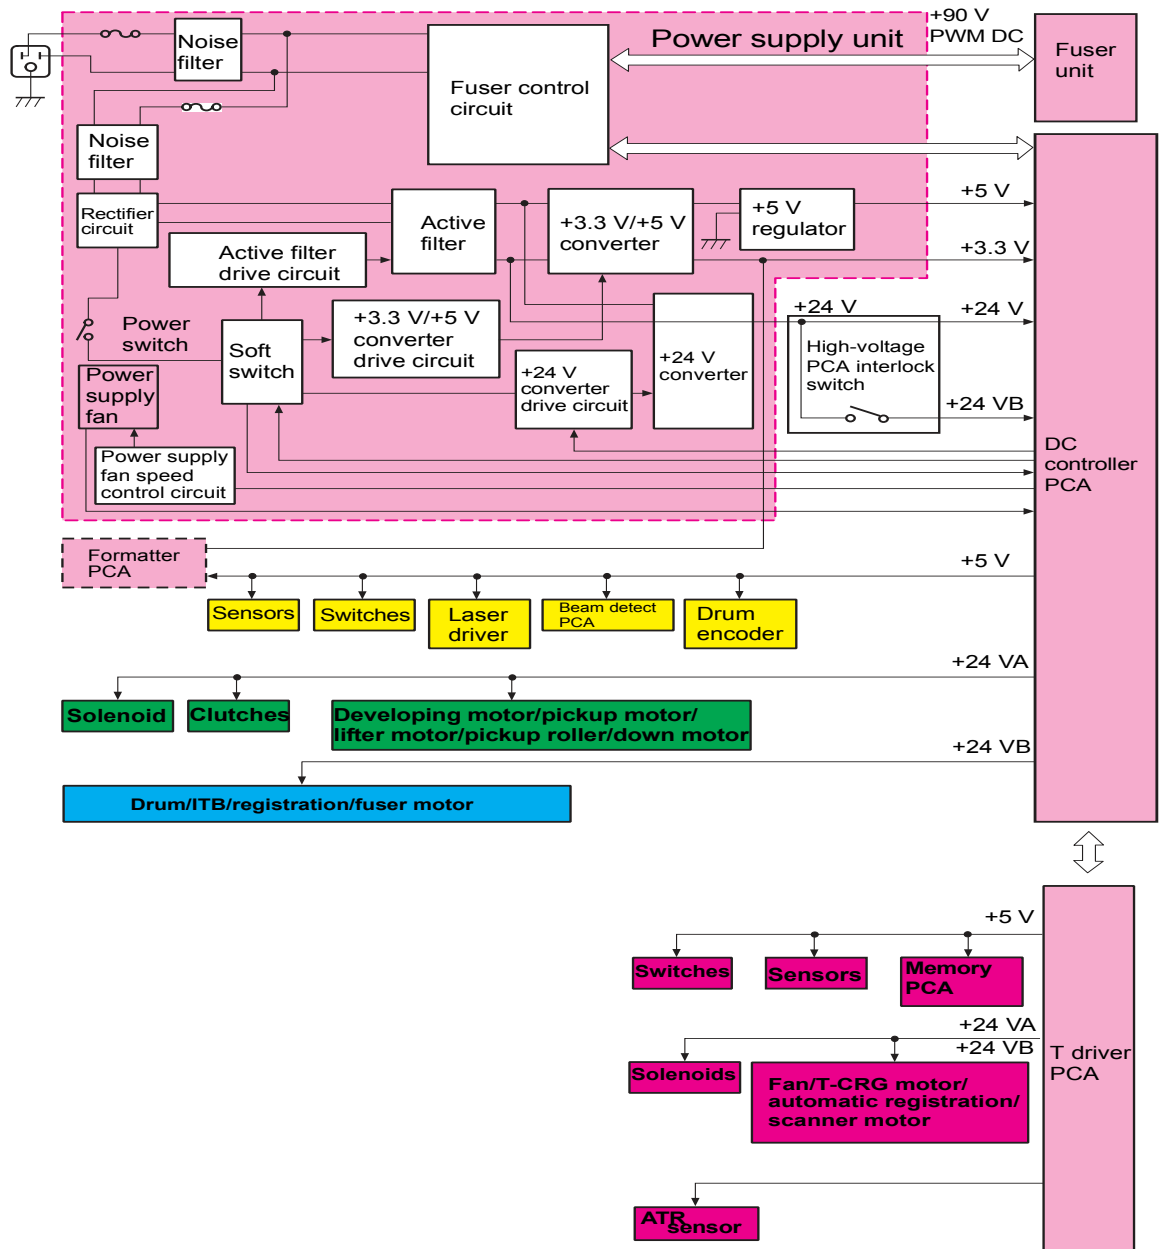 +90 V
PWM DC
Power supply unit
Noise
filter
Fuser control
circuit
Fuser
unit
Noise
filter
Rectifier
circuit
Active
filter
+3.3 V/+5 V
converter
+5 V
regulator
+5 V
Active filter
drive circuit
+3.3 V
Power
switch
Soft
switch
+3.3 V/+5 V
converter
drive circuit
+24 V
converter
drive circuit
+24 V
converter
+24 V
+24 V
High-voltage
PCA interlock
switch
+24 VB
Power
supply
fan
Power supply
fan speed
control circuit
DC
controller
PCA
Formatter
PCA
+5 V
Sensors
Switches
Laser
driver
Beam detect
PCA
Drum
encoder
+24 VA
Solenoid
Clutches
Developing motor/pickup motor/
lifter motor/pickup roller/down motor
+24 VB
Drum/ITB/registration/fuser motor
+5 V
Switches
Sensors
Memory
PCA
+24 VA
+24 VB
Solenoids
Fan/T-CRG motor/
automatic registration/
scanner motor
T driver
PCA
ATR
sensor